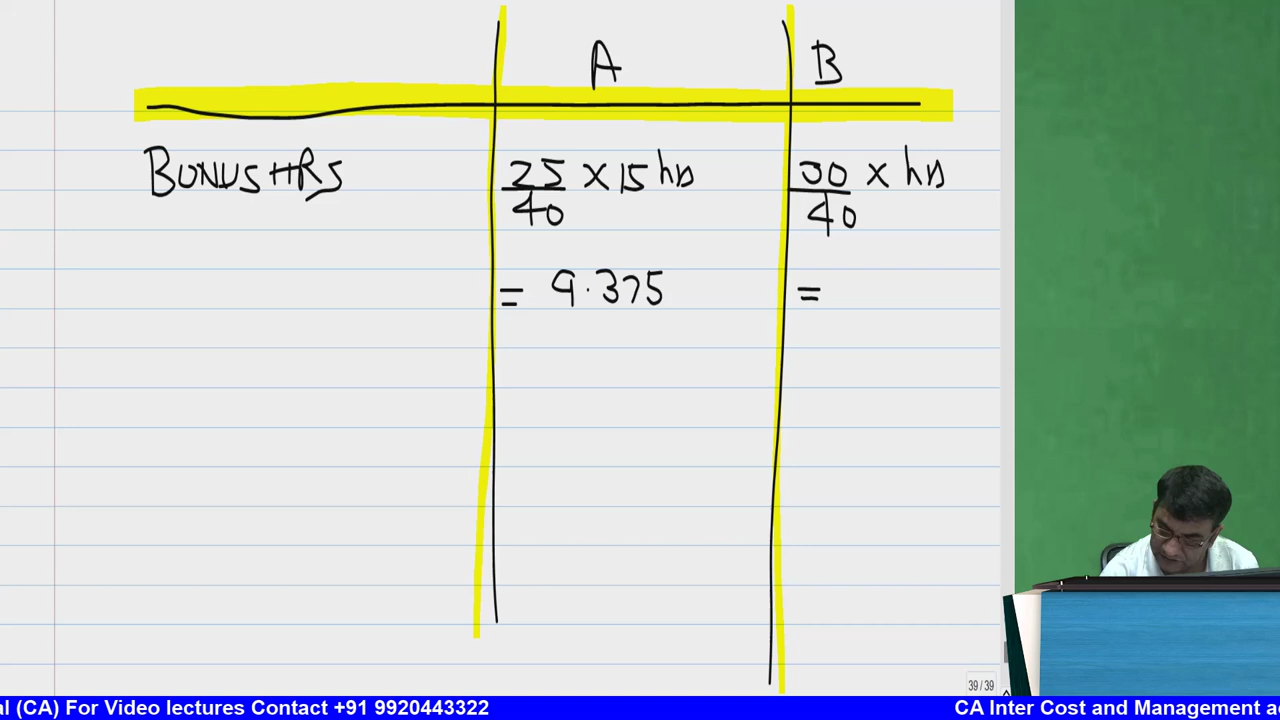 A B
BONUS HRS 25/40 × 15 hrs 30/40 × hrs
= 9.375 =
39 / 39
al (CA) For Video lectures Contact +91 9920443322 CA Inter Cost and Management ac